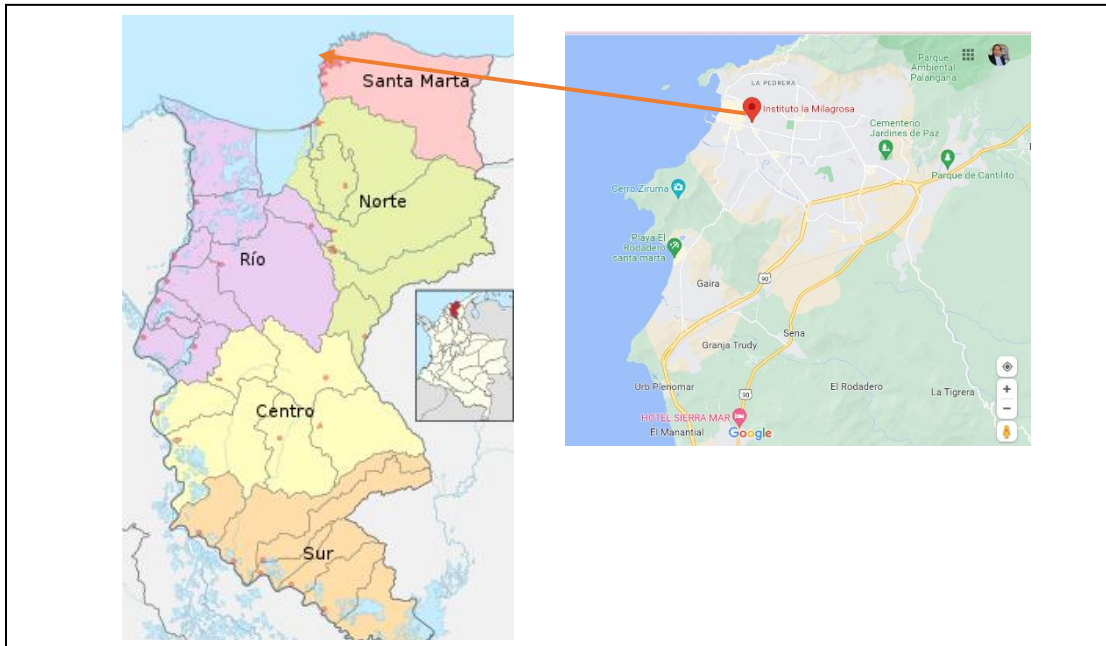 Santa Marta
Norte
Río
Centro
Sur
Parque
Ambiental
Palangana
LA PEDRERA
Instituto la Milagrosa
Cementerio
Jardines de Paz
Parque de Cantilito
Cerro Ziruma
Playa El
Rodadero
santa marta
90
Gaira
Sena
Granja Trudy
Urb Plenomar
El Rodadero
La Tigrera
90
HOTEL SIERRA MAR
El Manantial
Google